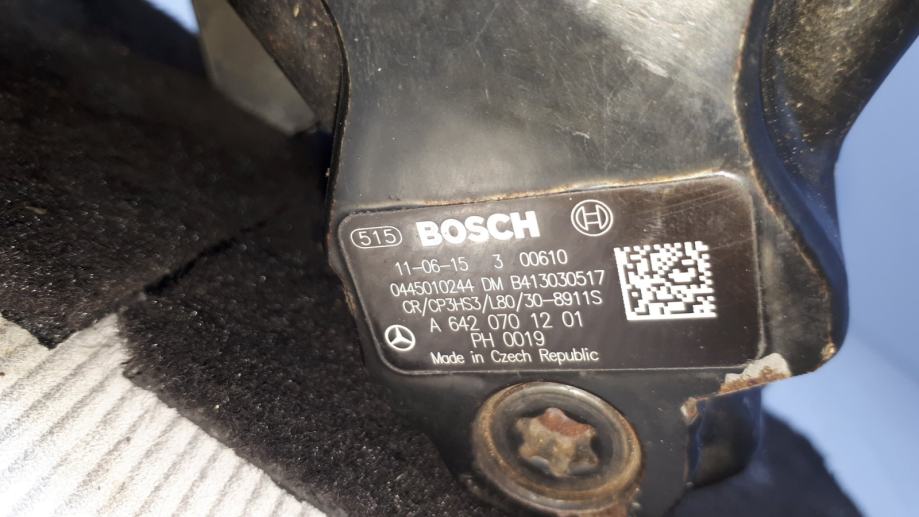 515 BOSCH
11-06-15 3 00610
0445010244 DM B413030517
CR/CP3HS3/L80/30-8911S
A 642 070 12 01
PH 0019
Made in Czech Republic